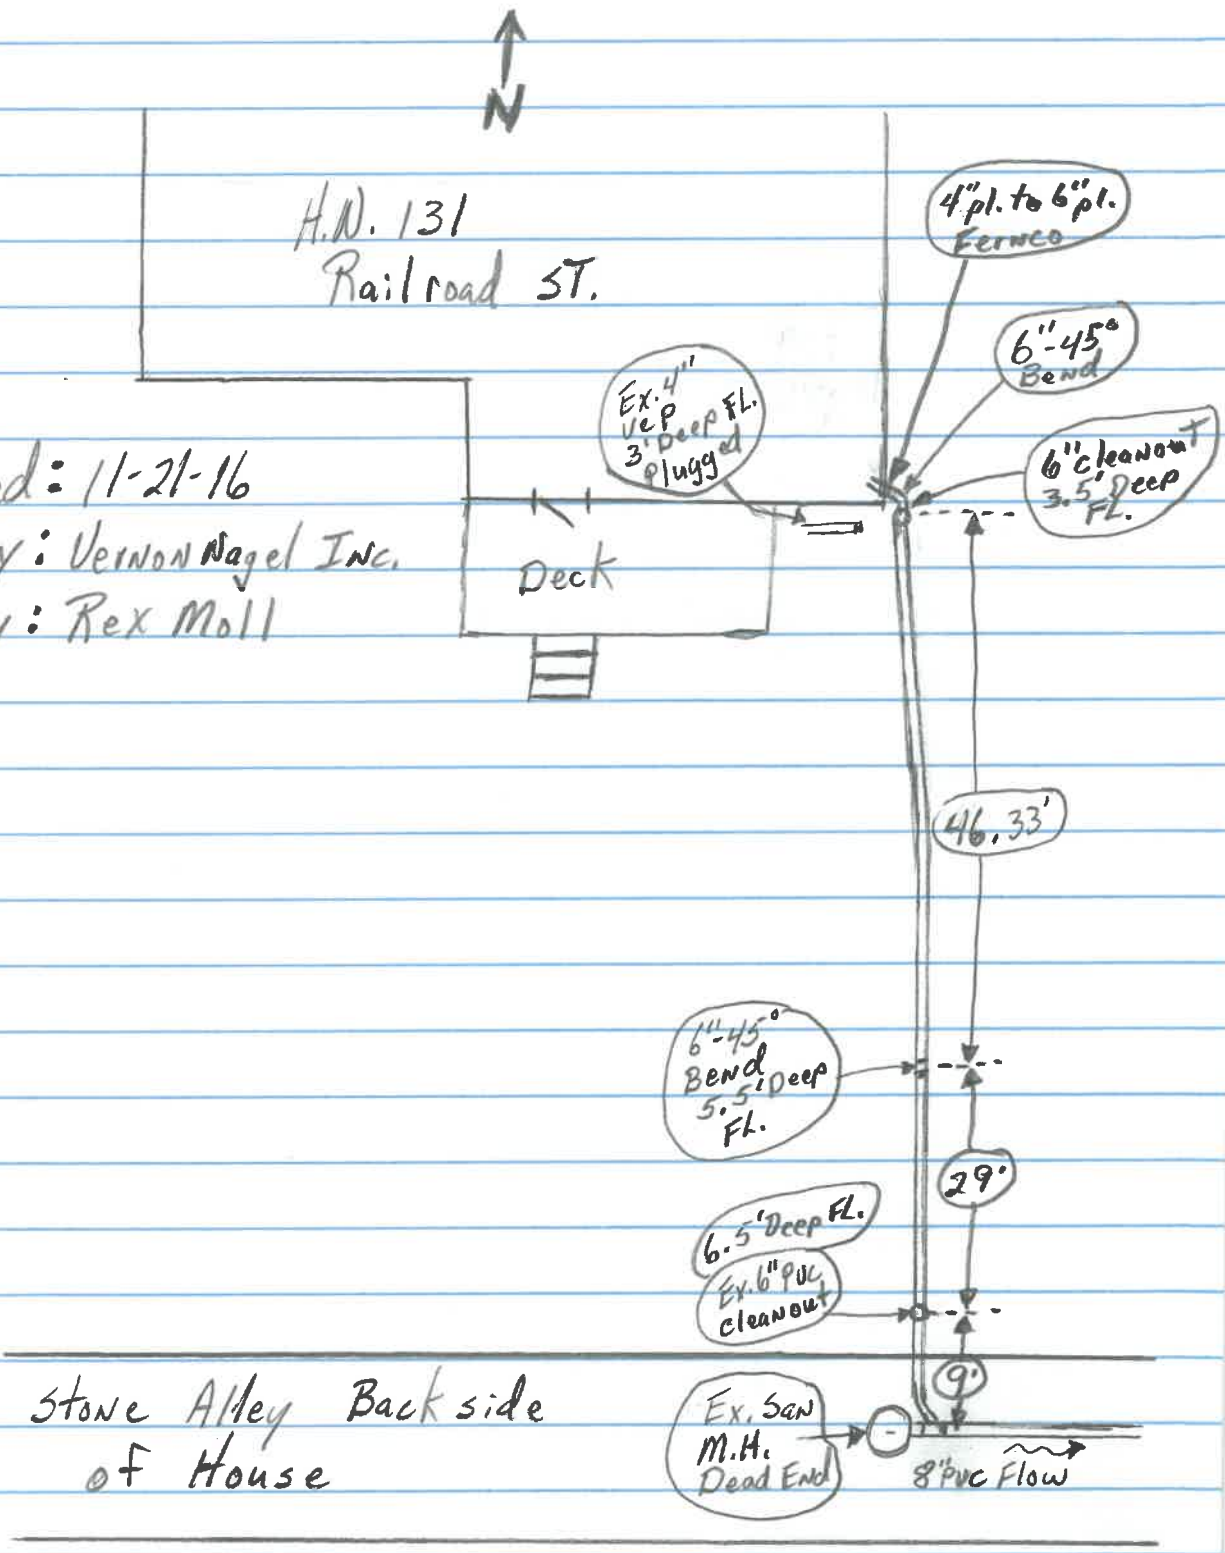 N
H.N. 131
Railroad ST.
4"pl. to 6"pl.
Fernco
6"-45°
Bend
Ex. 4"
VCP
3' Deep FL.
Plugged
6"cleanout
3.5' Deep
FL.
d: 11-21-16
y: Vernon Nagel Inc.
y: Rex Moll
Deck
46.33'
6"-45°
Bend
5.5' Deep
FL.
29'
6.5' Deep FL.
Ex. 6" PVC
cleanout
9'
Stone Alley Back side
of House
Ex. San
M.H.
Dead End
8"PVC Flow